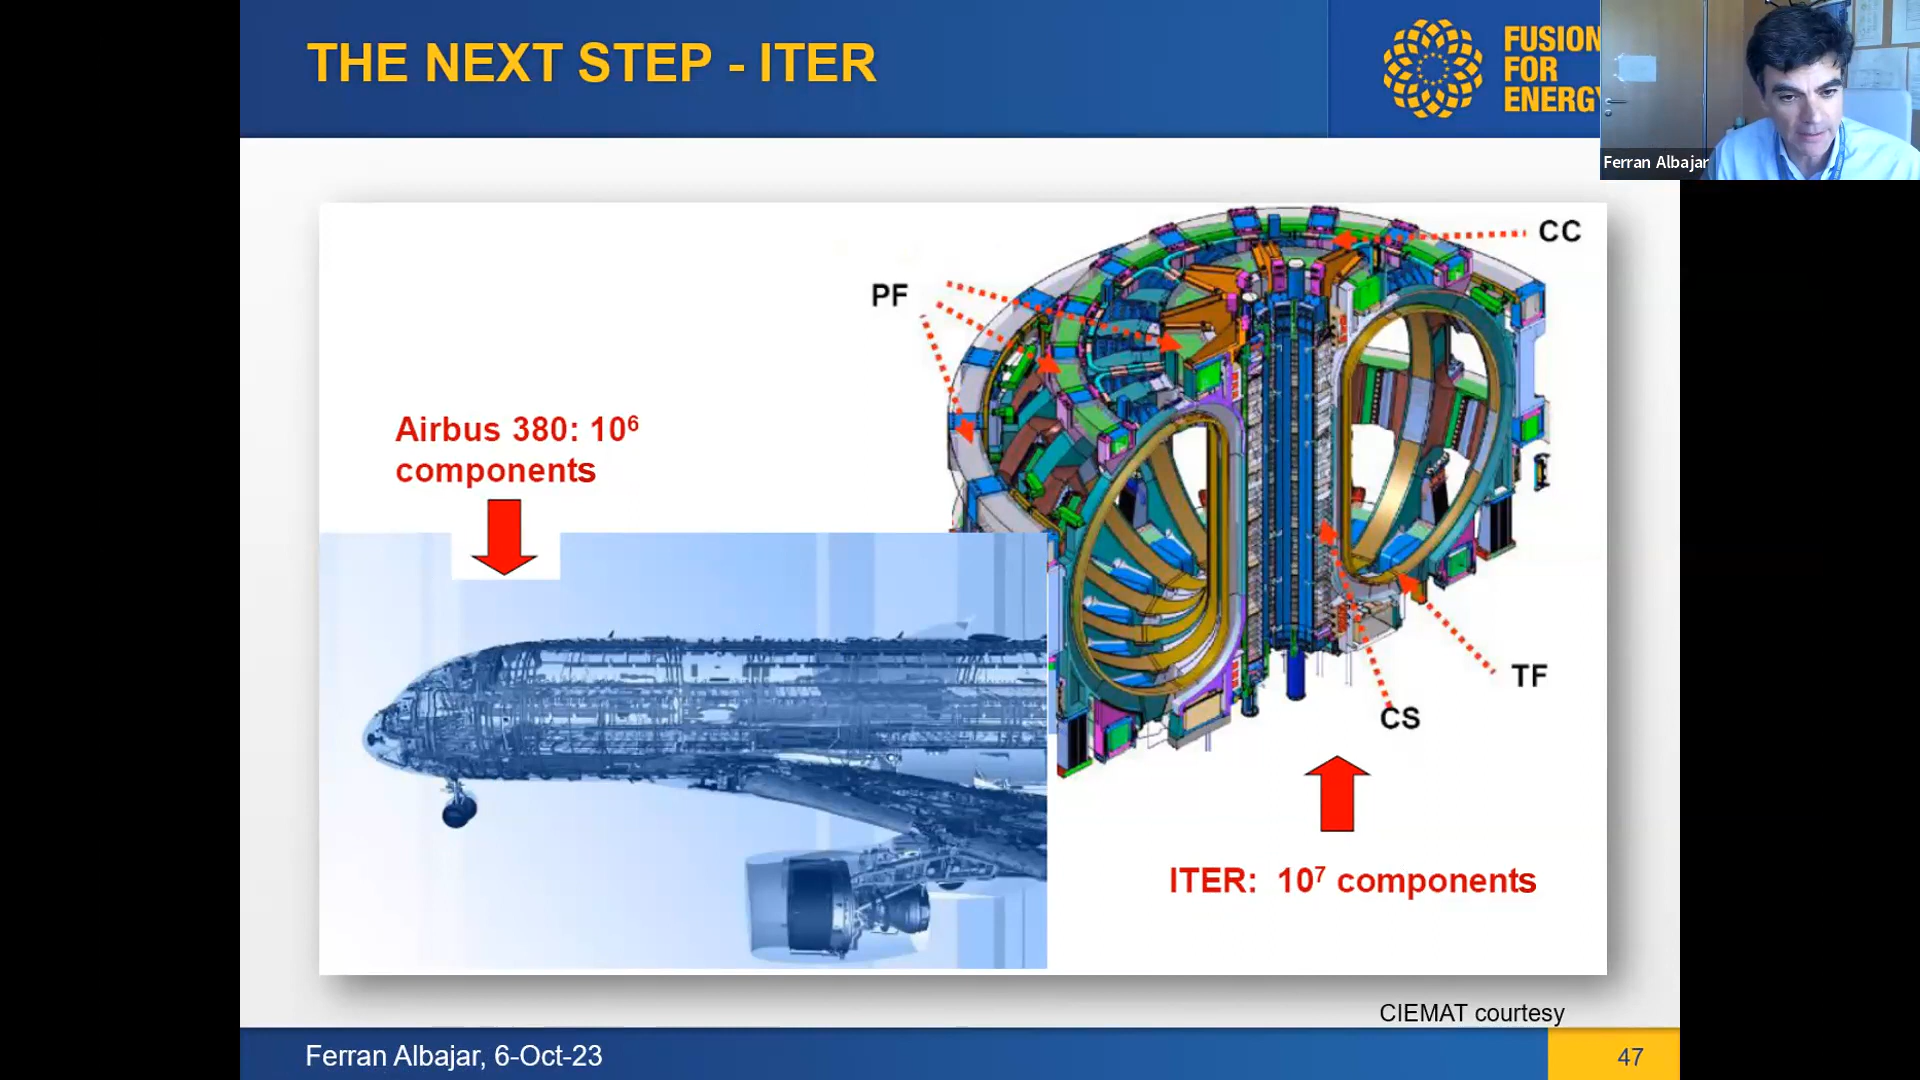 THE NEXT STEP - ITER
FUSION
FOR
ENERGY
Ferran Albajar
CC
PF
Airbus 380: 10⁶
components
TF
CS
ITER: 10⁷ components
CIEMAT courtesy
Ferran Albajar, 6-Oct-23
47